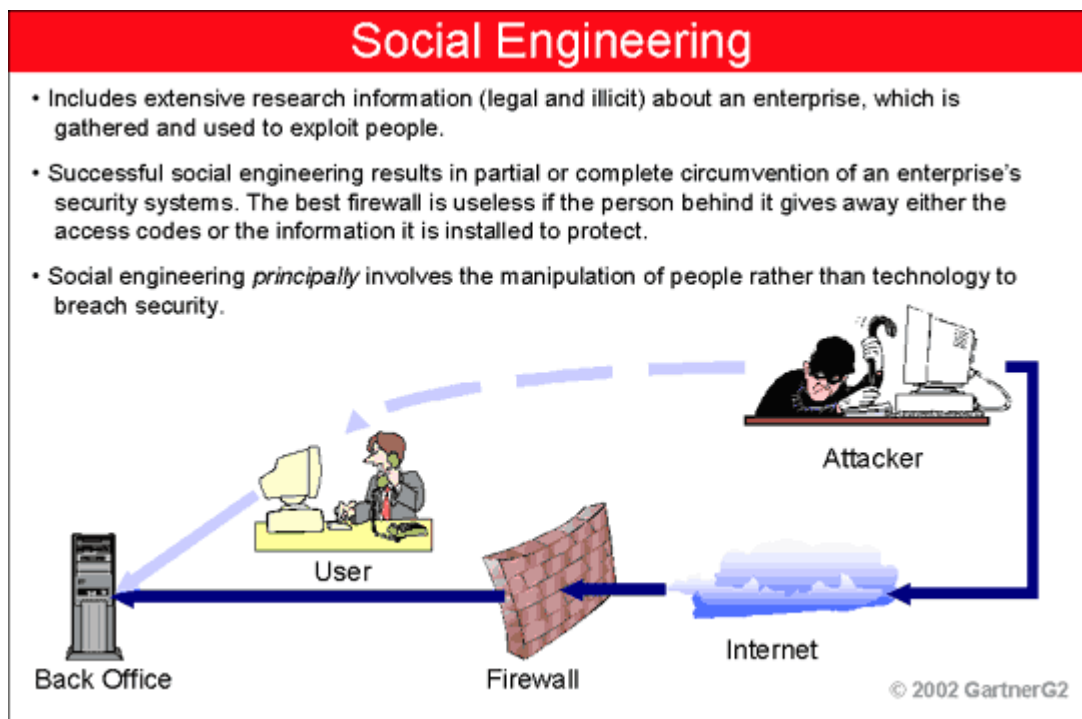 Social Engineering
• Includes extensive research information (legal and illicit) about an enterprise, which is
gathered and used to exploit people.
• Successful social engineering results in partial or complete circumvention of an enterprise's
security systems. The best firewall is useless if the person behind it gives away either the
access codes or the information it is installed to protect.
• Social engineering principally involves the manipulation of people rather than technology to
breach security.
Attacker
User
Internet
Back Office
Firewall
© 2002 GartnerG2